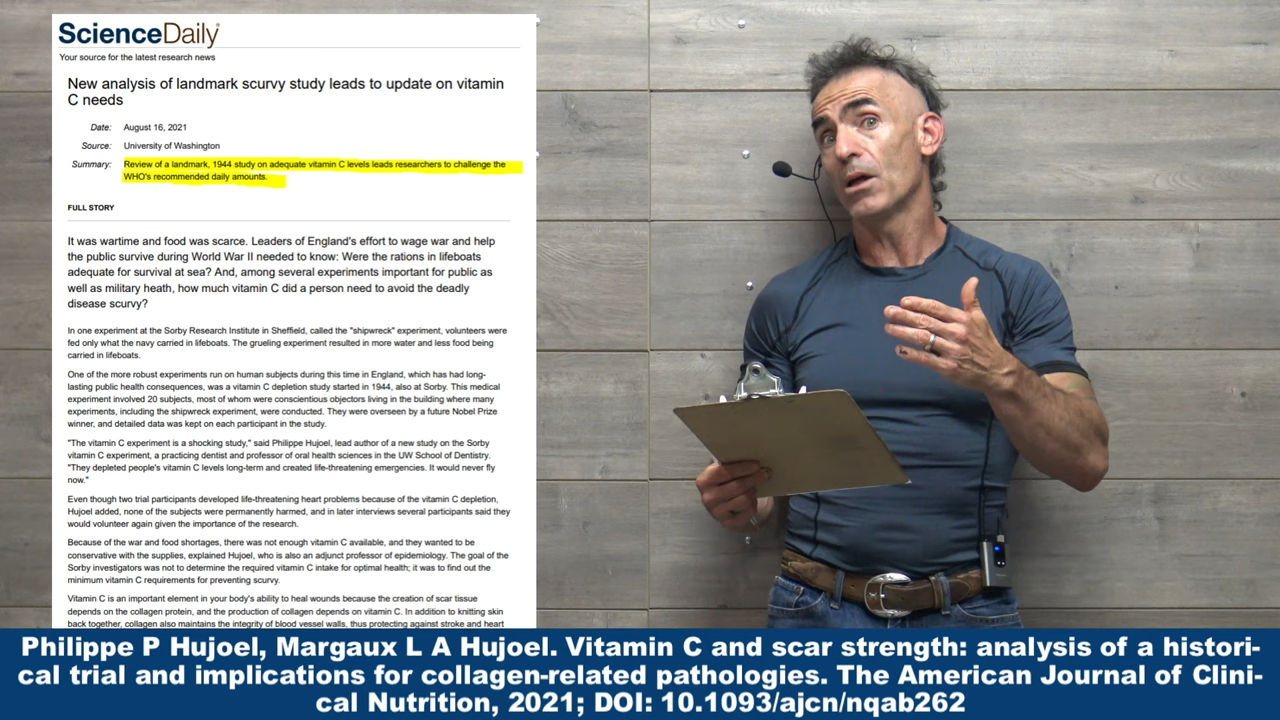 ScienceDaily
Your source for the latest research news
New analysis of landmark scurvy study leads to update on vitamin
C needs
Date: August 16, 2021
Source: University of Washington
Summary: Review of a landmark, 1944 study on adequate vitamin C levels leads researchers to challenge the
WHO's recommended daily amounts.
FULL STORY
It was wartime and food was scarce. Leaders of England's effort to wage war and help
the public survive during World War II needed to know: Were the rations in lifeboats
adequate for survival at sea? And, among several experiments important for public as
well as military heath, how much vitamin C did a person need to avoid the deadly
disease scurvy?
In one experiment at the Sorby Research Institute in Sheffield, called the "shipwreck" experiment, volunteers were
fed only what the navy carried in lifeboats. The grueling experiment resulted in more water and less food being
carried in lifeboats.
One of the more robust experiments run on human subjects during this time in England, which has had long-
lasting public health consequences, was a vitamin C depletion study started in 1944, also at Sorby. This medical
experiment involved 20 subjects, most of whom were conscientious objectors living in the building where many
experiments, including the shipwreck experiment, were conducted. They were overseen by a future Nobel Prize
winner, and detailed data was kept on each participant in the study.
"The vitamin C experiment is a shocking study," said Philippe Hujoel, lead author of a new study on the Sorby
vitamin C experiment, a practicing dentist and professor of oral health sciences in the UW School of Dentistry.
"They depleted people's vitamin C levels long-term and created life-threatening emergencies. It would never fly
now."
Even though two trial participants developed life-threatening heart problems because of the vitamin C depletion,
Hujoel added, none of the subjects were permanently harmed, and in later interviews several participants said they
would volunteer again given the importance of the research.
Because of the war and food shortages, there was not enough vitamin C available, and they wanted to be
conservative with the supplies, explained Hujoel, who is also an adjunct professor of epidemiology. The goal of the
Sorby investigators was not to determine the required vitamin C intake for optimal health; it was to find out the
minimum vitamin C requirements for preventing scurvy.
Vitamin C is an important element in your body's ability to heal wounds because the creation of scar tissue
depends on the collagen protein, and the production of collagen depends on vitamin C. In addition to knitting skin
back together, collagen also maintains the integrity of blood vessel walls, thus protecting against stroke and heart
Philippe P Hujoel, Margaux L A Hujoel. Vitamin C and scar strength: analysis of a histori-
cal trial and implications for collagen-related pathologies. The American Journal of Clini-
cal Nutrition, 2021; DOI: 10.1093/ajcn/nqab262